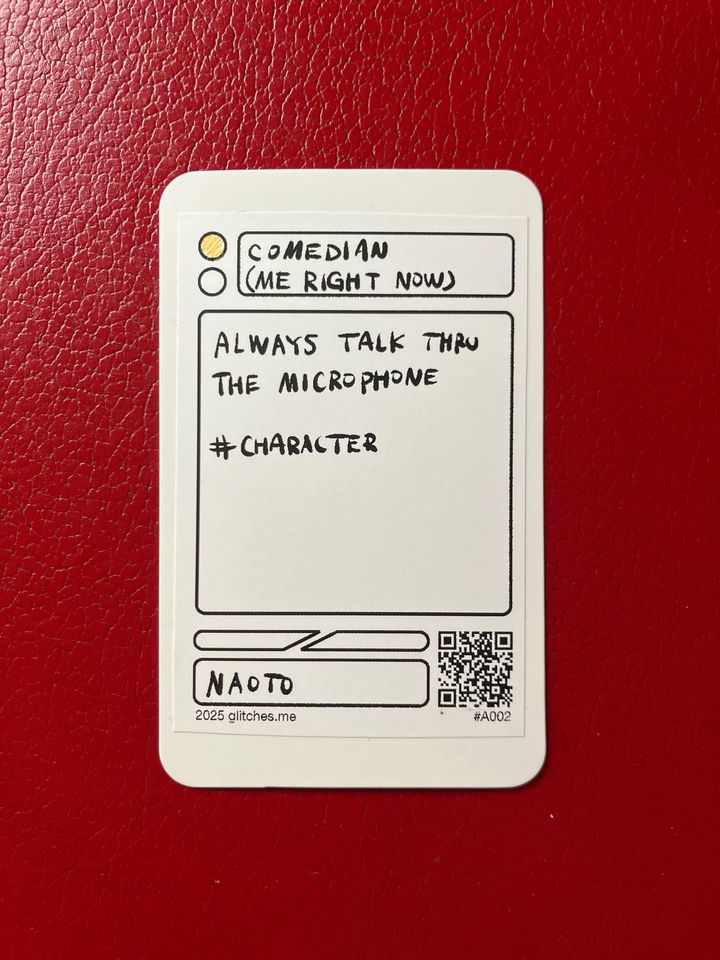 COMEDIAN
(ME RIGHT NOW)
ALWAYS TALK THRU
THE MICROPHONE
#CHARACTER
NAOTO
2025 glitches.me
#A002